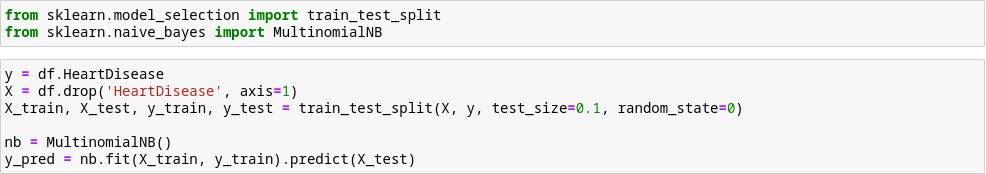 from sklearn.model_selection import train_test_split
from sklearn.naive_bayes import MultinomialNB
y = df.HeartDisease
X = df.drop('HeartDisease', axis=1)
X_train, X_test, y_train, y_test = train_test_split(X, y, test_size=0.1, random_state=0)
nb = MultinomialNB()
y_pred = nb.fit(X_train, y_train).predict(X_test)